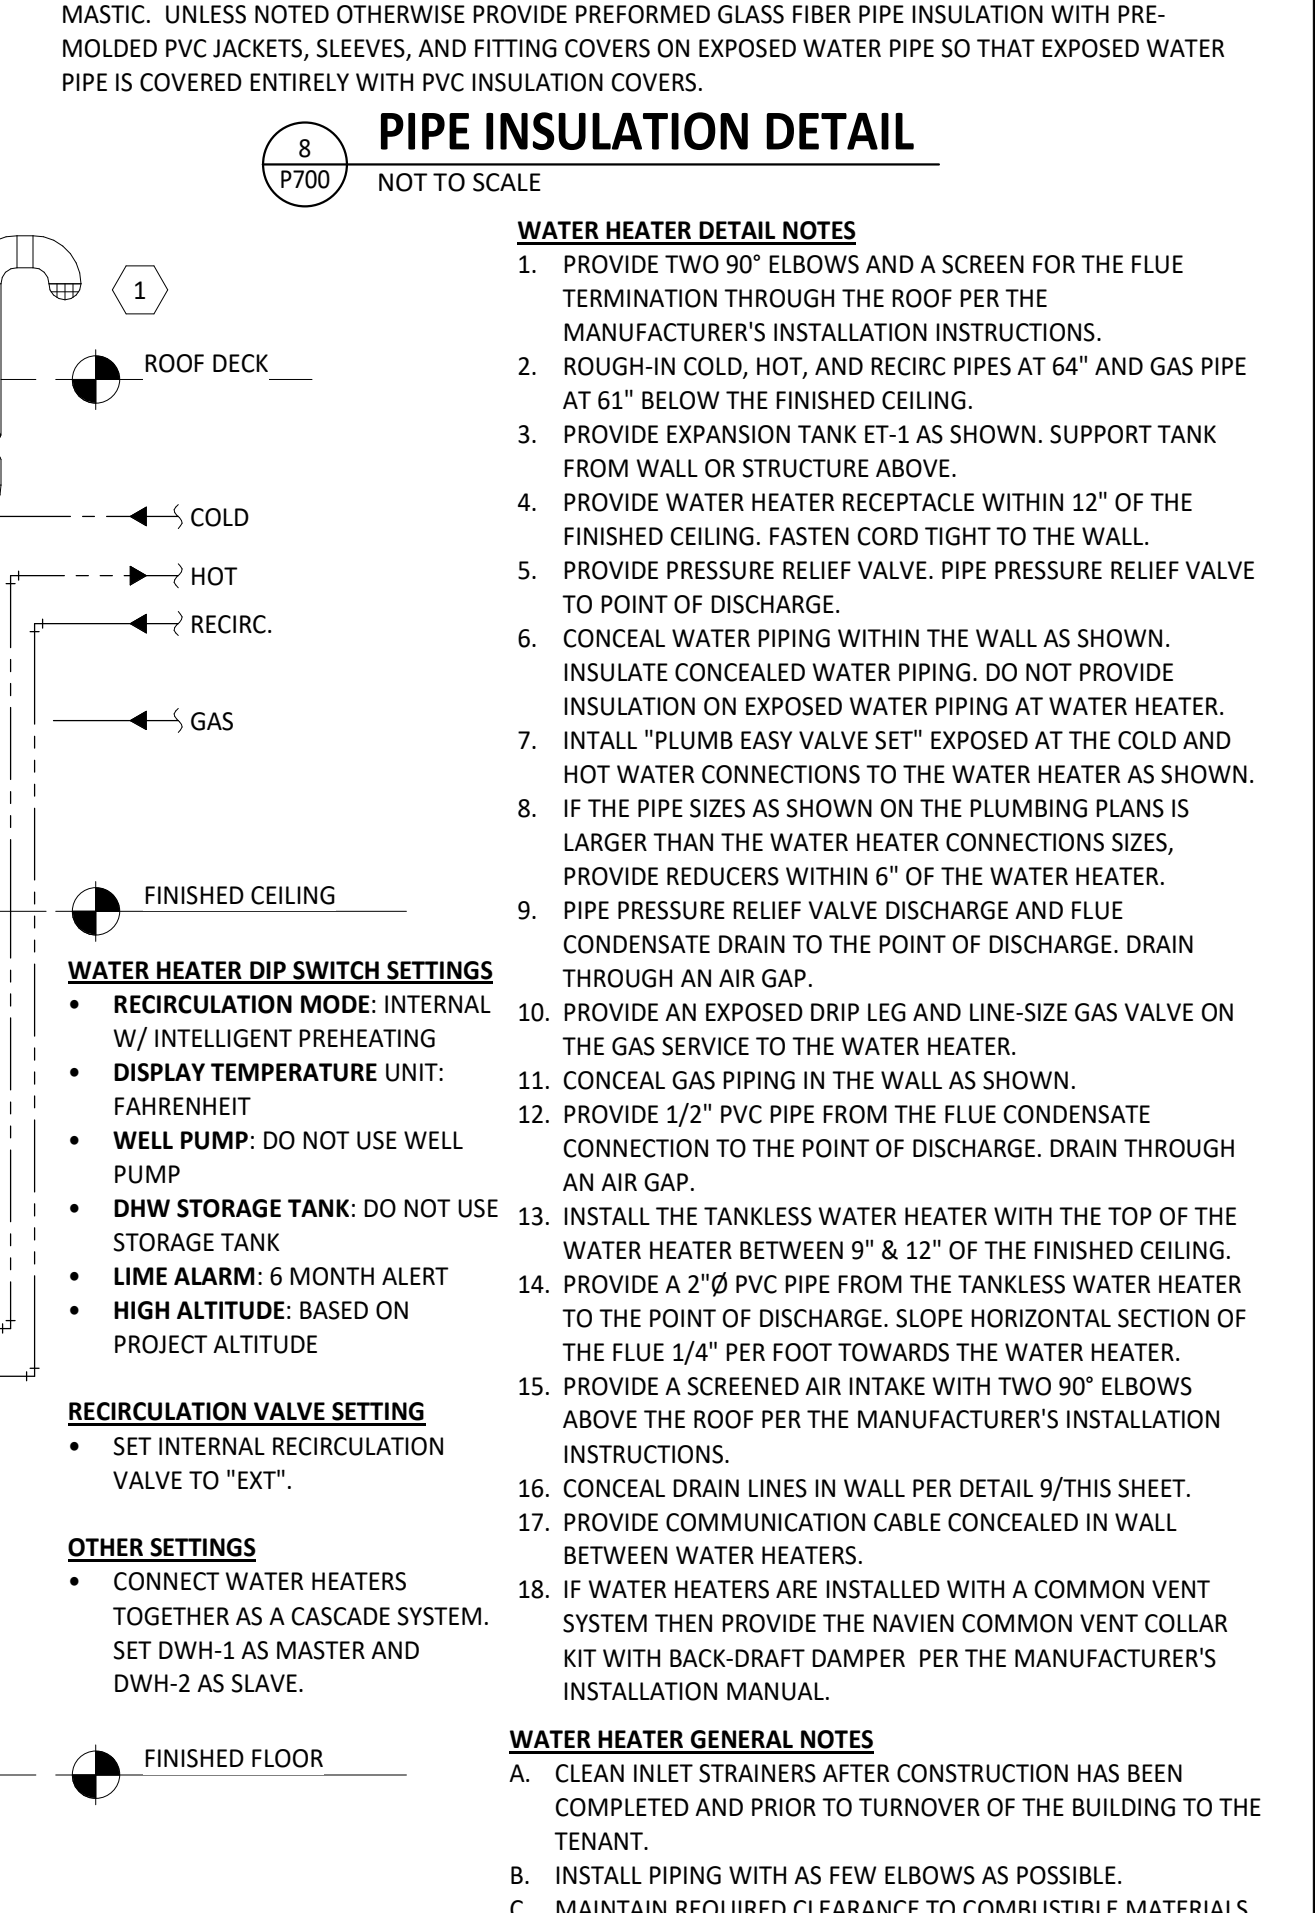 MASTIC.  UNLESS NOTED OTHERWISE PROVIDE PREFORMED GLASS FIBER PIPE INSULATION WITH PRE-
MOLDED PVC JACKETS, SLEEVES, AND FITTING COVERS ON EXPOSED WATER PIPE SO THAT EXPOSED WATER
PIPE IS COVERED ENTIRELY WITH PVC INSULATION COVERS.
8
P700
PIPE INSULATION DETAIL
NOT TO SCALE
1
ROOF DECK
COLD
HOT
RECIRC.
GAS
FINISHED CEILING
WATER HEATER DIP SWITCH SETTINGS
• RECIRCULATION MODE: INTERNAL
W/ INTELLIGENT PREHEATING
• DISPLAY TEMPERATURE UNIT:
FAHRENHEIT
• WELL PUMP: DO NOT USE WELL
PUMP
• DHW STORAGE TANK: DO NOT USE
STORAGE TANK
• LIME ALARM: 6 MONTH ALERT
• HIGH ALTITUDE: BASED ON
PROJECT ALTITUDE
RECIRCULATION VALVE SETTING
• SET INTERNAL RECIRCULATION
VALVE TO "EXT".
OTHER SETTINGS
• CONNECT WATER HEATERS
TOGETHER AS A CASCADE SYSTEM.
SET DWH-1 AS MASTER AND
DWH-2 AS SLAVE.
FINISHED FLOOR
WATER HEATER DETAIL NOTES
1. PROVIDE TWO 90° ELBOWS AND A SCREEN FOR THE FLUE
TERMINATION THROUGH THE ROOF PER THE
MANUFACTURER'S INSTALLATION INSTRUCTIONS.
2. ROUGH-IN COLD, HOT, AND RECIRC PIPES AT 64" AND GAS PIPE
AT 61" BELOW THE FINISHED CEILING.
3. PROVIDE EXPANSION TANK ET-1 AS SHOWN. SUPPORT TANK
FROM WALL OR STRUCTURE ABOVE.
4. PROVIDE WATER HEATER RECEPTACLE WITHIN 12" OF THE
FINISHED CEILING. FASTEN CORD TIGHT TO THE WALL.
5. PROVIDE PRESSURE RELIEF VALVE. PIPE PRESSURE RELIEF VALVE
TO POINT OF DISCHARGE.
6. CONCEAL WATER PIPING WITHIN THE WALL AS SHOWN.
INSULATE CONCEALED WATER PIPING. DO NOT PROVIDE
INSULATION ON EXPOSED WATER PIPING AT WATER HEATER.
7. INTALL "PLUMB EASY VALVE SET" EXPOSED AT THE COLD AND
HOT WATER CONNECTIONS TO THE WATER HEATER AS SHOWN.
8. IF THE PIPE SIZES AS SHOWN ON THE PLUMBING PLANS IS
LARGER THAN THE WATER HEATER CONNECTIONS SIZES,
PROVIDE REDUCERS WITHIN 6" OF THE WATER HEATER.
9. PIPE PRESSURE RELIEF VALVE DISCHARGE AND FLUE
CONDENSATE DRAIN TO THE POINT OF DISCHARGE. DRAIN
THROUGH AN AIR GAP.
10. PROVIDE AN EXPOSED DRIP LEG AND LINE-SIZE GAS VALVE ON
THE GAS SERVICE TO THE WATER HEATER.
11. CONCEAL GAS PIPING IN THE WALL AS SHOWN.
12. PROVIDE 1/2" PVC PIPE FROM THE FLUE CONDENSATE
CONNECTION TO THE POINT OF DISCHARGE. DRAIN THROUGH
AN AIR GAP.
13. INSTALL THE TANKLESS WATER HEATER WITH THE TOP OF THE
WATER HEATER BETWEEN 9" & 12" OF THE FINISHED CEILING.
14. PROVIDE A 2"Ø PVC PIPE FROM THE TANKLESS WATER HEATER
TO THE POINT OF DISCHARGE. SLOPE HORIZONTAL SECTION OF
THE FLUE 1/4" PER FOOT TOWARDS THE WATER HEATER.
15. PROVIDE A SCREENED AIR INTAKE WITH TWO 90° ELBOWS
ABOVE THE ROOF PER THE MANUFACTURER'S INSTALLATION
INSTRUCTIONS.
16. CONCEAL DRAIN LINES IN WALL PER DETAIL 9/THIS SHEET.
17. PROVIDE COMMUNICATION CABLE CONCEALED IN WALL
BETWEEN WATER HEATERS.
18. IF WATER HEATERS ARE INSTALLED WITH A COMMON VENT
SYSTEM THEN PROVIDE THE NAVIEN COMMON VENT COLLAR
KIT WITH BACK-DRAFT DAMPER  PER THE MANUFACTURER'S
INSTALLATION MANUAL.
WATER HEATER GENERAL NOTES
A. CLEAN INLET STRAINERS AFTER CONSTRUCTION HAS BEEN
COMPLETED AND PRIOR TO TURNOVER OF THE BUILDING TO THE
TENANT.
B. INSTALL PIPING WITH AS FEW ELBOWS AS POSSIBLE.
C. MAINTAIN REQUIRED CLEARANCE TO COMBUSTIBLE MATERIALS